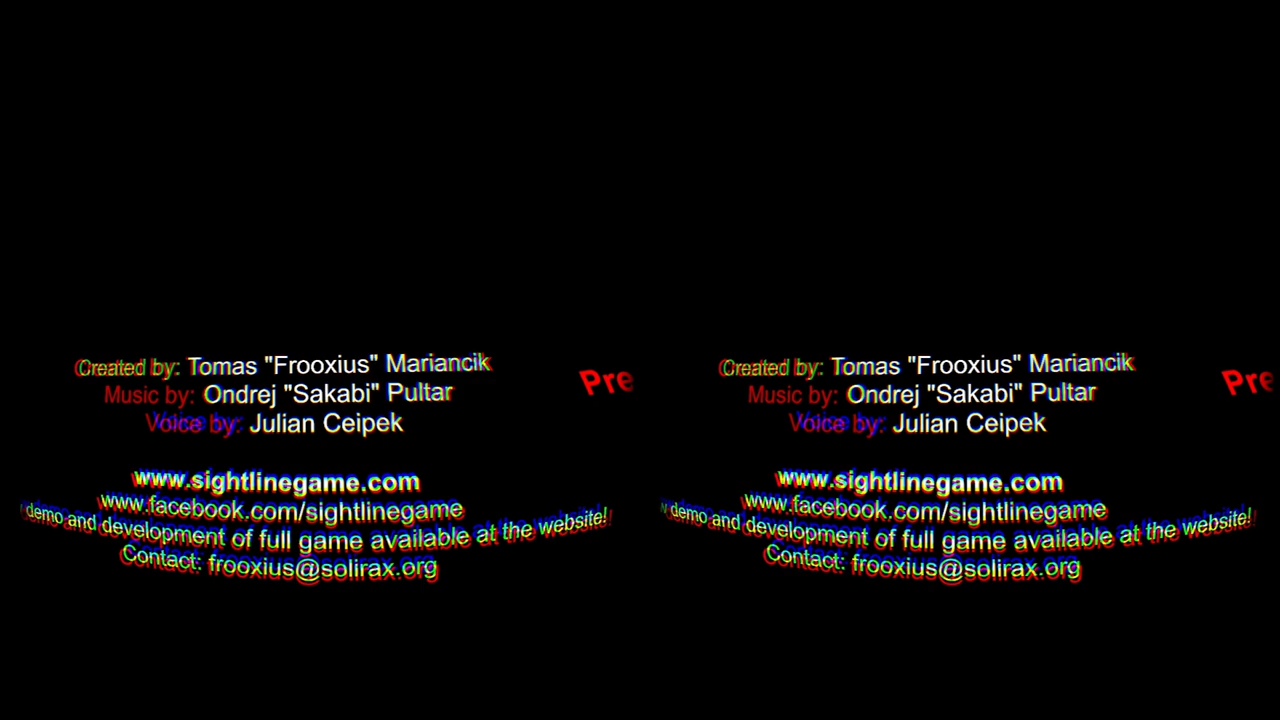 Created by: Tomas "Frooxius" Mariancik
Music by: Ondrej "Sakabi" Pultar
Voice by: Julian Ceipek
Pre
www.sightlinegame.com
www.facebook.com/sightlinegame
demo and development of full game available at the website!
Contact: frooxius@solirax.org
Created by: Tomas "Frooxius" Mariancik
Music by: Ondrej "Sakabi" Pultar
Voice by: Julian Ceipek
Pre
www.sightlinegame.com
www.facebook.com/sightlinegame
demo and development of full game available at the website!
Contact: frooxius@solirax.org